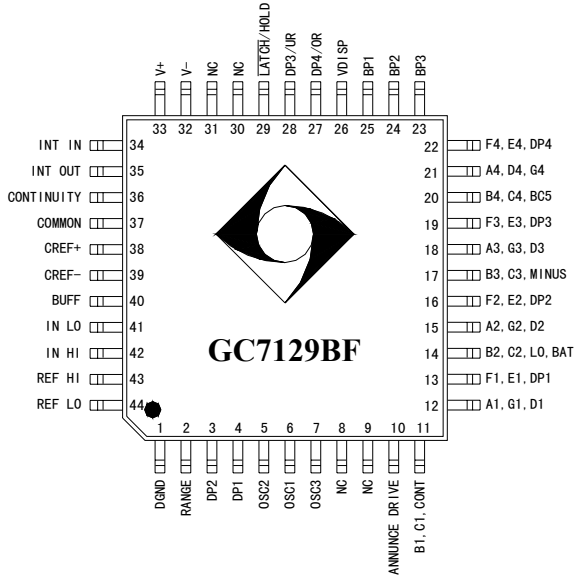 V+
V-
NC
NC
LATCH/HOLD
DP3/UR
DP4/OR
VDISP
BP1
BP2
BP3
33 32 31 30 29 28 27 26 25 24 23
INT IN 34
INT OUT 35
CONTINUITY 36
COMMON 37
CREF+ 38
CREF- 39
BUFF 40
IN LO 41
IN HI 42
REF HI 43
REF LO 44
22 F4, E4, DP4
21 A4, D4, G4
20 B4, C4, BC5
19 F3, E3, DP3
18 A3, G3, D3
17 B3, C3, MINUS
16 F2, E2, DP2
15 A2, G2, D2
14 B2, C2, LO, BAT
13 F1, E1, DP1
12 A1, G1, D1
GC7129BF
1 2 3 4 5 6 7 8 9 10 11
DGND
RANGE
DP2
DP1
OSC2
OSC1
OSC3
NC
NC
ANNUNCE DRIVE
B1, C1, CONT